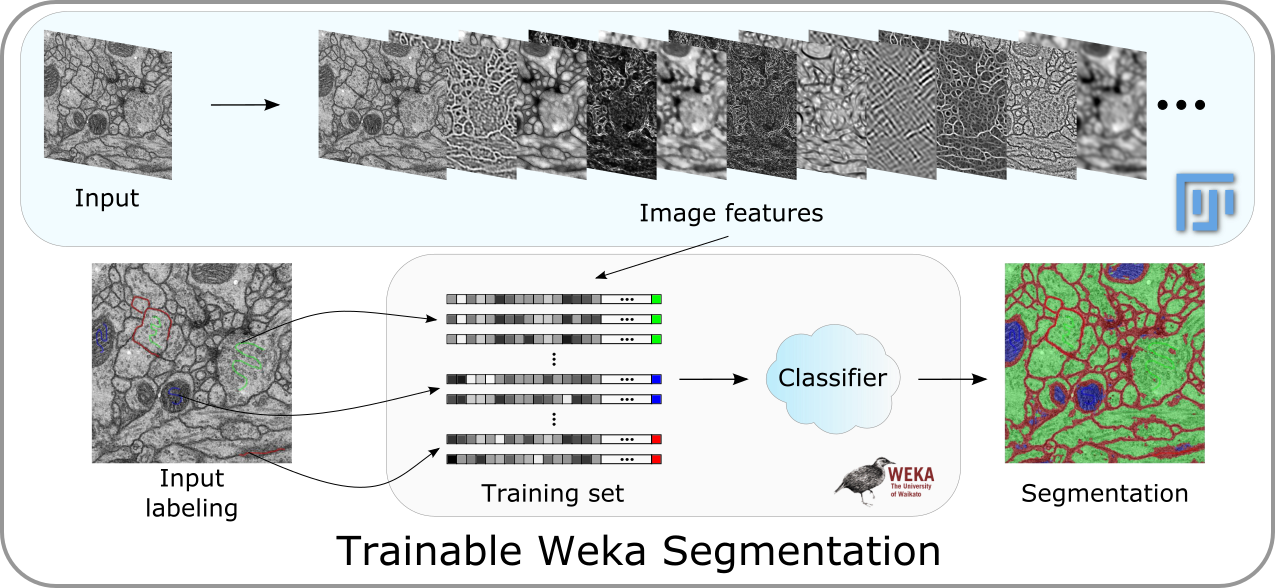 Input
Image features
Input
labeling
Training set
Classifier
WEKA
The University
of Waikato
Segmentation
Trainable Weka Segmentation